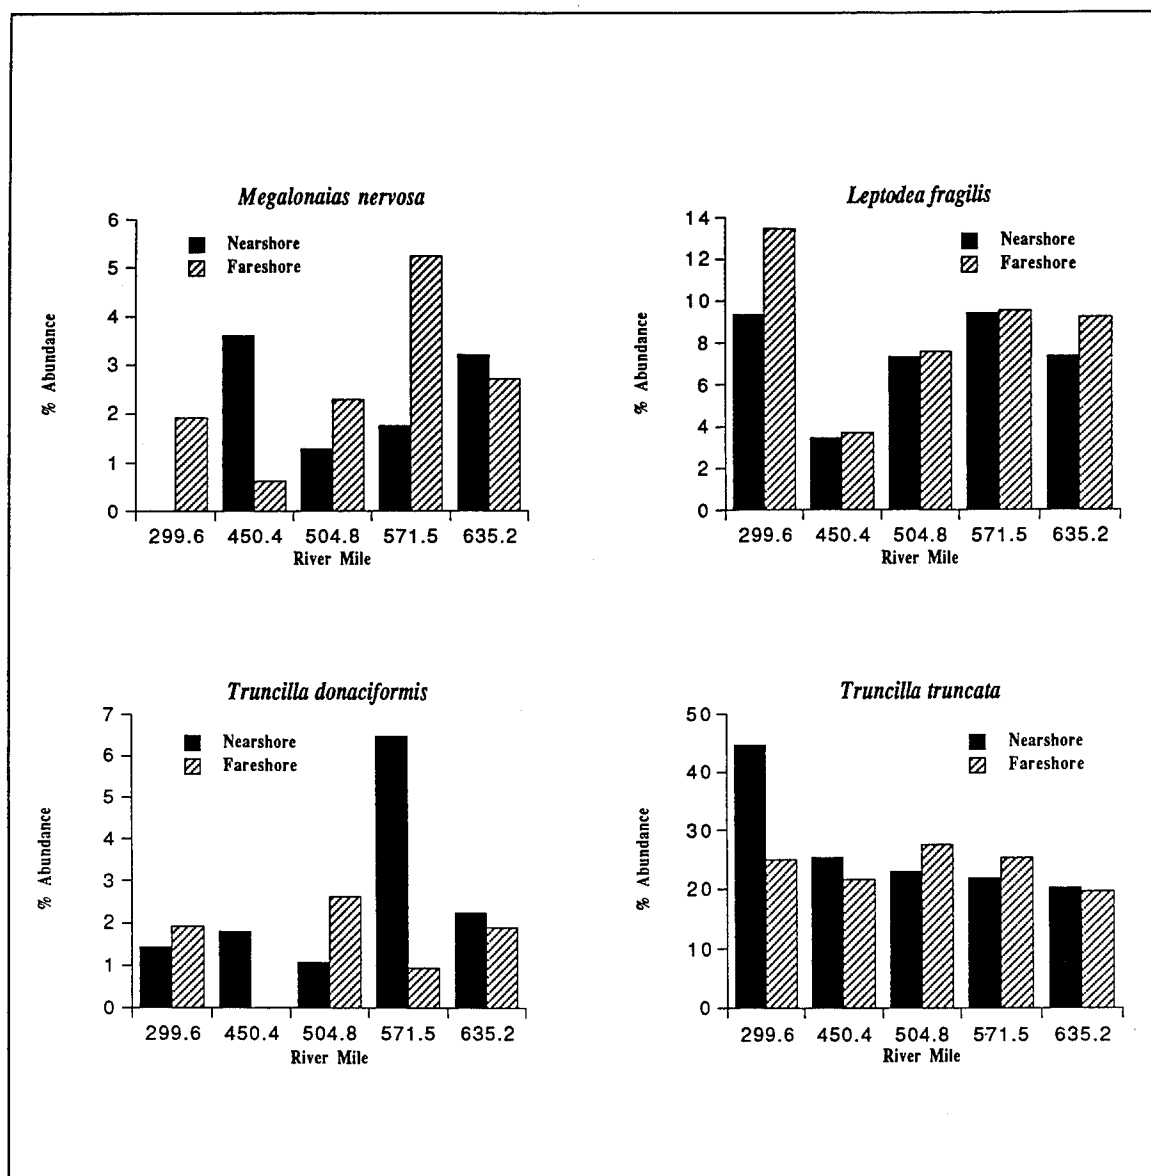 Megalonaias nervosa
% Abundance
6
5
4
3
2
1
0
Nearshore
Fareshore
299.6 450.4 504.8 571.5 635.2
River Mile
Leptodea fragilis
% Abundance
14
12
10
8
6
4
2
0
Nearshore
Fareshore
299.6 450.4 504.8 571.5 635.2
River Mile
Truncilla donaciformis
% Abundance
7
6
5
4
3
2
1
0
Nearshore
Fareshore
299.6 450.4 504.8 571.5 635.2
River Mile
Truncilla truncata
% Abundance
50
40
30
20
10
0
Nearshore
Fareshore
299.6 450.4 504.8 571.5 635.2
River Mile